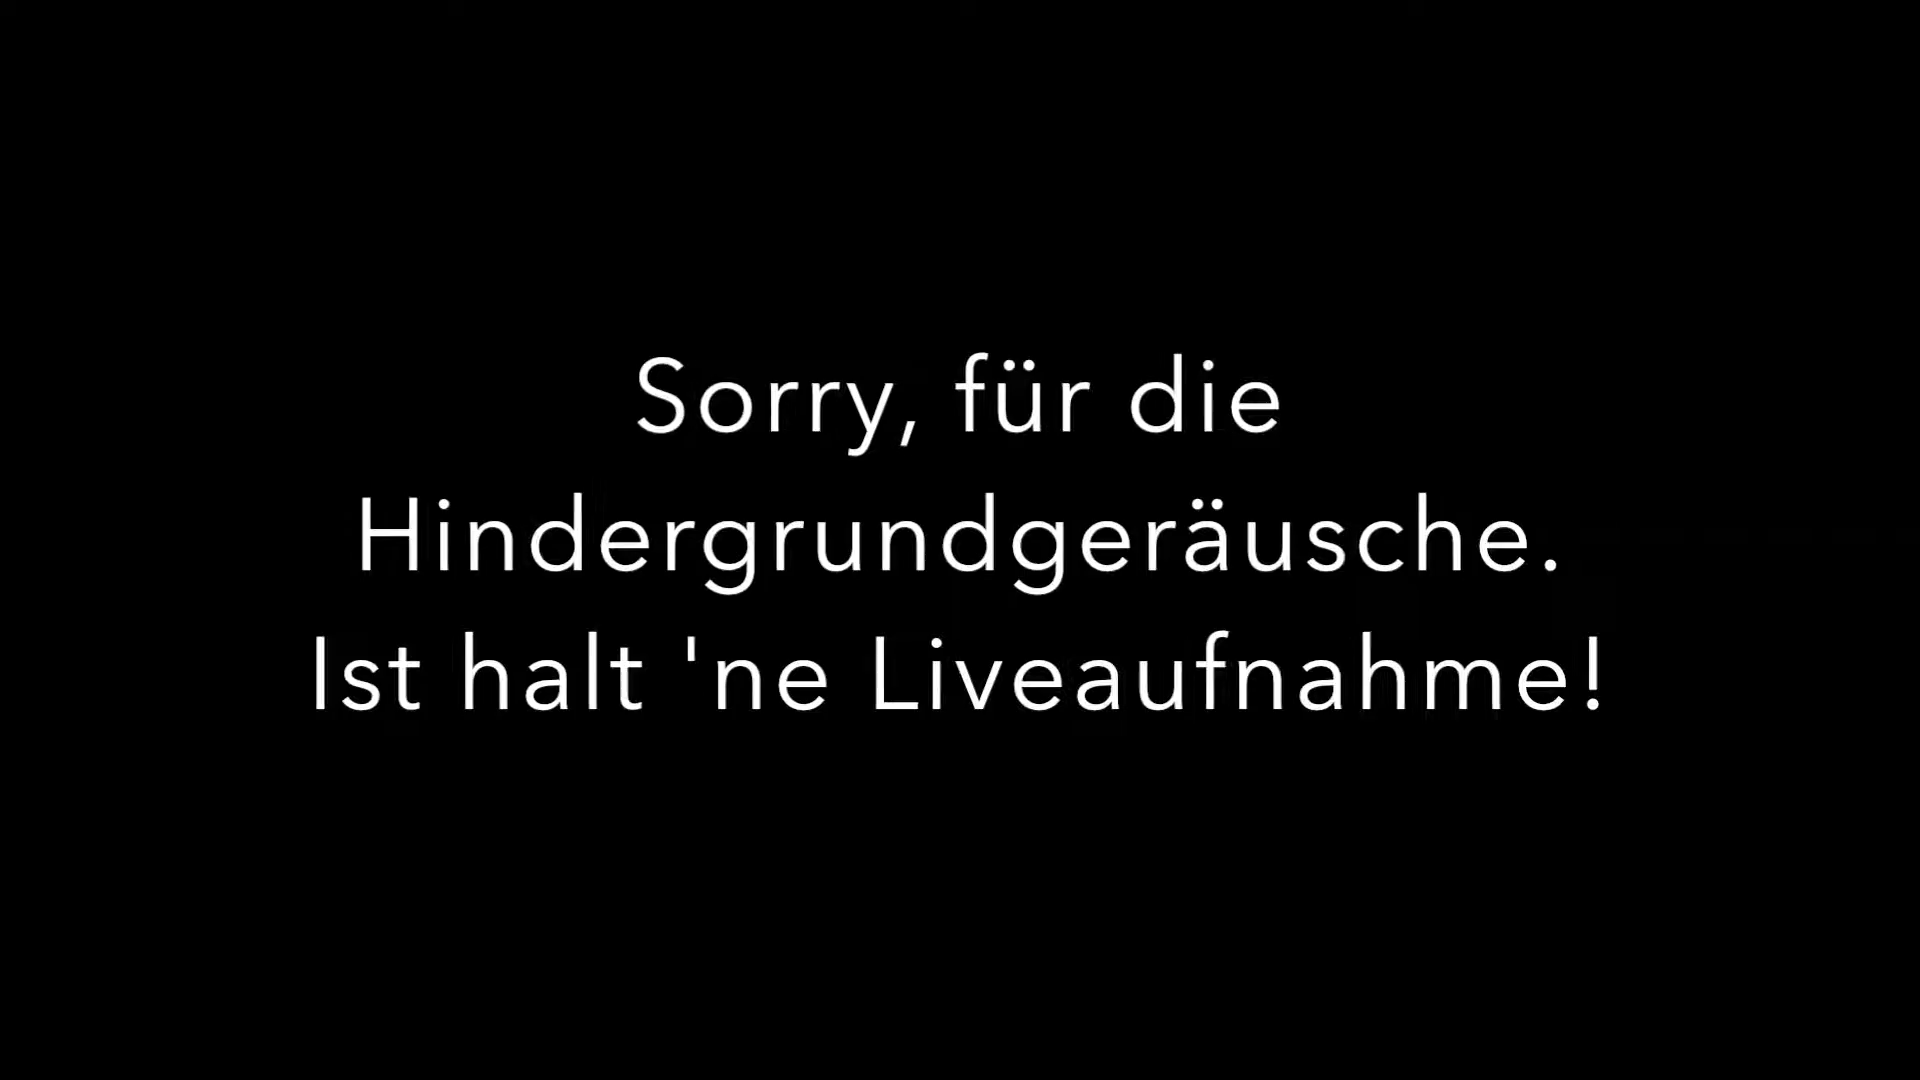 Sorry, für die
Hindergrundgeräusche.
Ist halt 'ne Liveaufnahme!